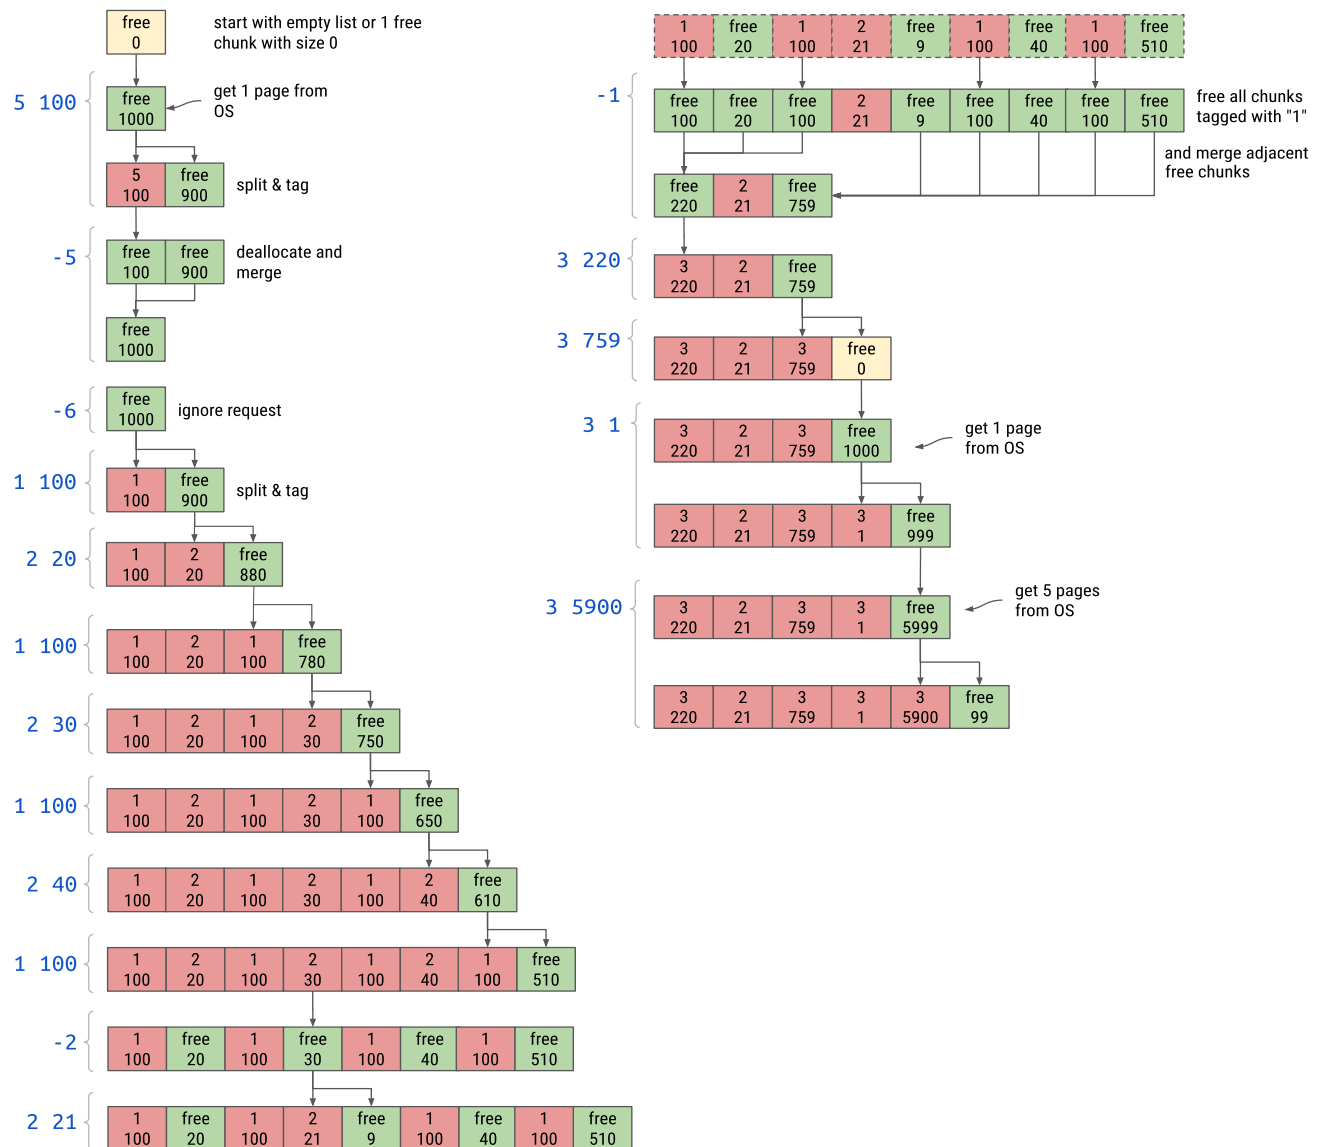 free
0
start with empty list or 1 free
chunk with size 0
5 100
free
1000
get 1 page from
OS
5 free
100 900
split & tag
-5
free free
100 900
deallocate and
merge
free
1000
-6
free
1000
ignore request
1 100
1 free
100 900
split & tag
2 20
1 2 free
100 20 880
1 100
1 2 1 free
100 20 100 780
2 30
1 2 1 2 free
100 20 100 30 750
1 100
1 2 1 2 1 free
100 20 100 30 100 650
2 40
1 2 1 2 1 2 free
100 20 100 30 100 40 610
1 100
1 2 1 2 1 2 1 free
100 20 100 30 100 40 100 510
-2
1 free 1 free 1 free 1 free
100 20 100 30 100 40 100 510
2 21
1 free 1 2 free 1 free 1 free
100 20 100 21 9 100 40 100 510
1 free 1 2 free 1 free 1 free
100 20 100 21 9 100 40 100 510
-1
free free free 2 free free free free free
100 20 100 21 9 100 40 100 510
free all chunks
tagged with "1"
and merge adjacent
free chunks
free 2 free
220 21 759
3 220
3 2 free
220 21 759
3 759
3 2 3 free
220 21 759 0
3 1
3 2 3 free
220 21 759 1000
get 1 page
from OS
3 2 3 3 free
220 21 759 1 999
3 5900
3 2 3 3 free
220 21 759 1 5999
get 5 pages
from OS
3 2 3 3 3 free
220 21 759 1 5900 99